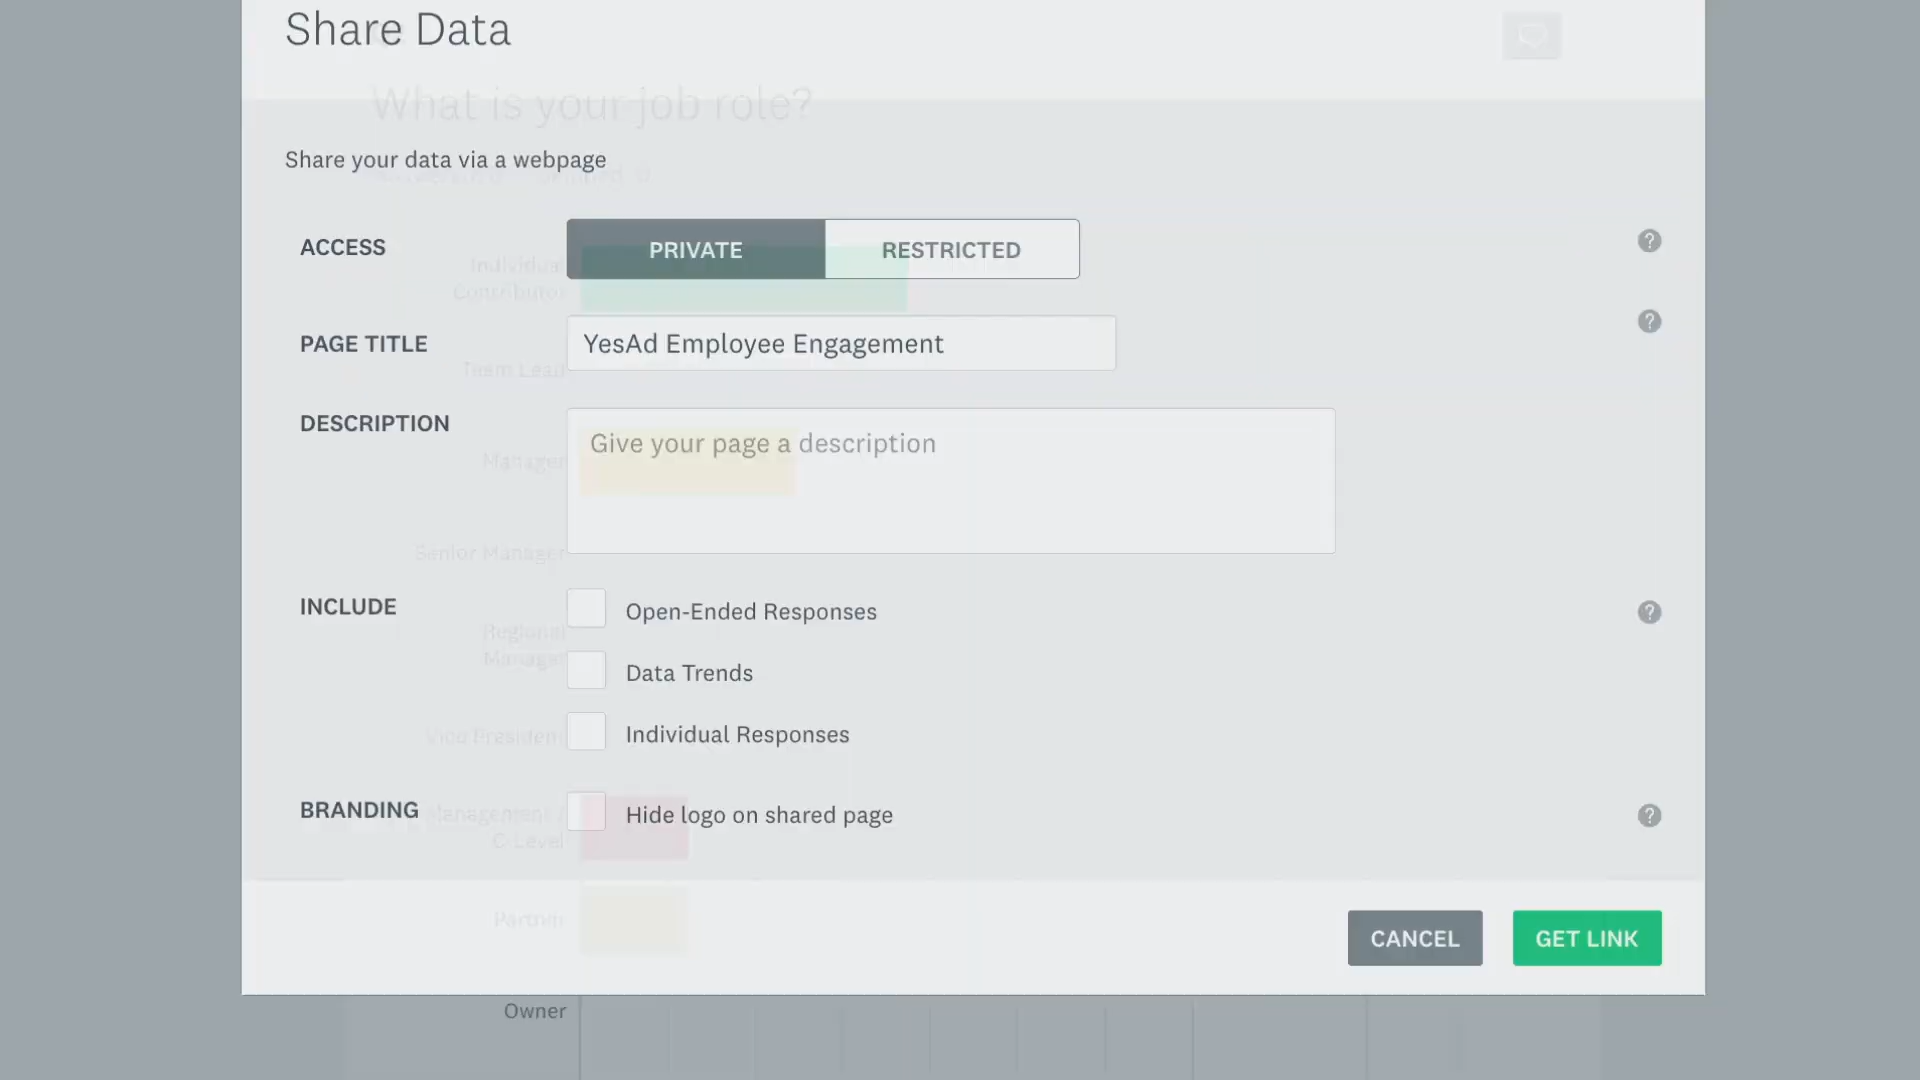 Share Data
What is your job role?
Share your data via a webpage
ACCESS
PRIVATE
RESTRICTED
Individual
Contributor
PAGE TITLE
YesAd Employee Engagement
Team Lead
DESCRIPTION
Give your page a description
Manager
Senior Manager
INCLUDE
Open-Ended Responses
Regional
Manager
Data Trends
Individual Responses
Vice President
BRANDING
Hide logo on shared page
Management /
C-Level
Partner
CANCEL
GET LINK
Owner